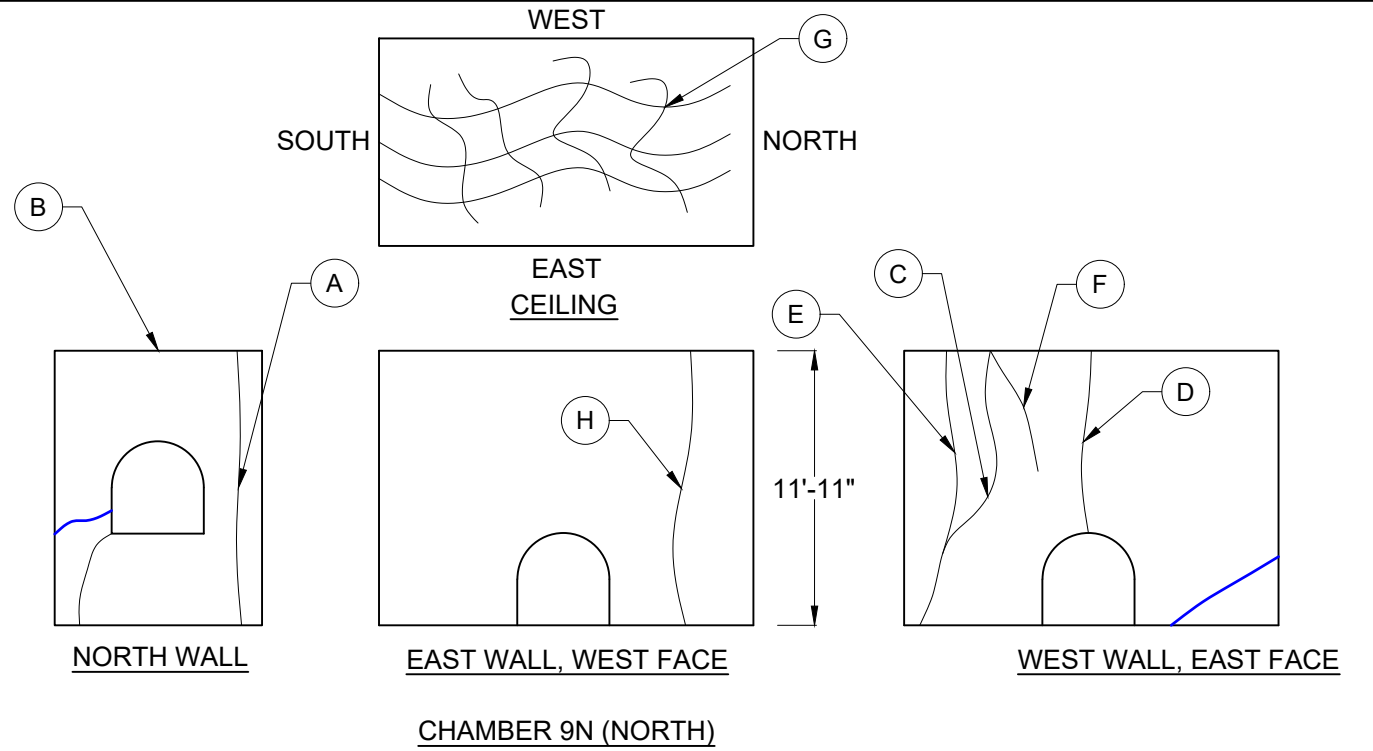 WEST
G
SOUTH
NORTH
B
EAST
CEILING
A
C
F
E
D
H
11'-11"
NORTH WALL
EAST WALL, WEST FACE
WEST WALL, EAST FACE
CHAMBER 9N (NORTH)